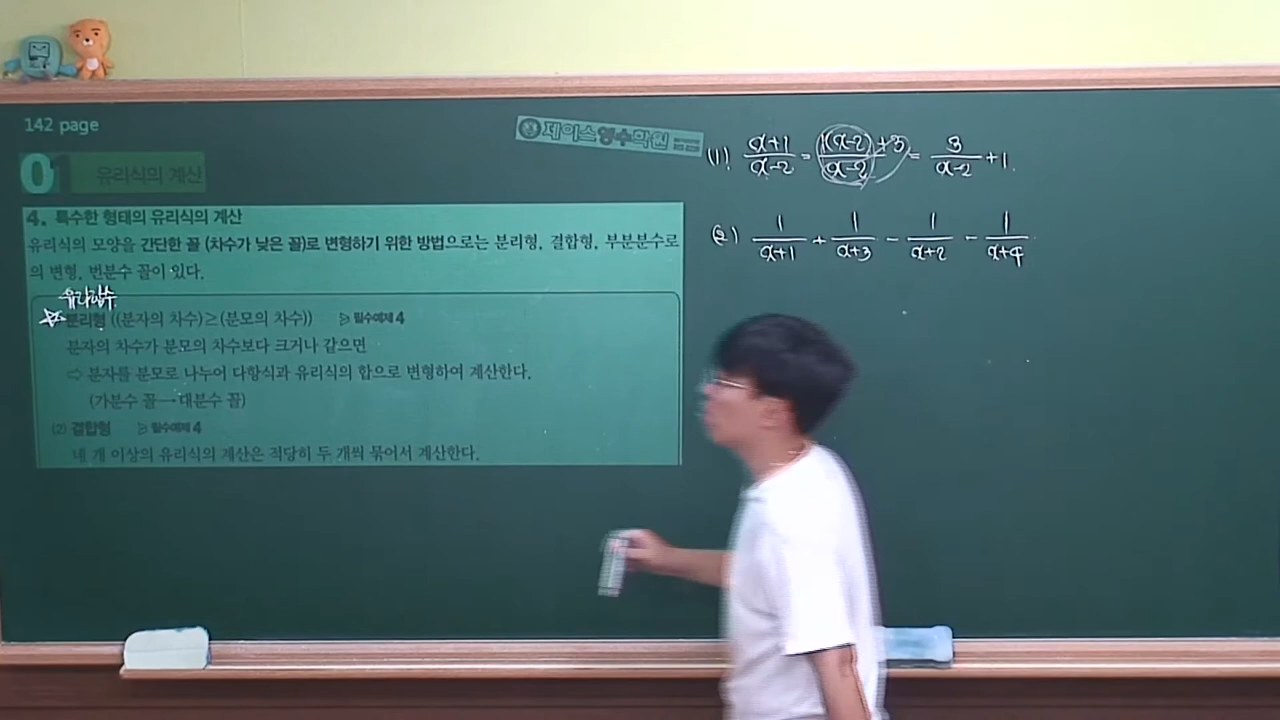 142 page
제이스영수학원
01 유리식의 계산
4. 특수한 형태의 유리식의 계산
유리식의 모양을 간단한 꼴 (차수가 낮은 꼴)로 변형하기 위한 방법으로는 분리형, 결합형, 부분분수로
의 변형, 번분수 꼴이 있다.
분리형 ((분자의 차수)≥(분모의 차수)) ▷ 필수예제 4
분자의 차수가 분모의 차수보다 크거나 같으면
⇨ 분자를 분모로 나누어 다항식과 유리식의 합으로 변형하여 계산한다.
(가분수 꼴→대분수 꼴)
(2) 결합형 ▷ 필수예제 4
네 개 이상의 유리식의 계산은 적당히 두 개씩 묶어서 계산한다.
(1) \frac{x+1}{x-2} = \frac{1(x-2)+3}{(x-2)} = \frac{3}{x-2} + 1.
(2) \frac{1}{x+1} + \frac{1}{x+3} - \frac{1}{x+2} - \frac{1}{x+4}